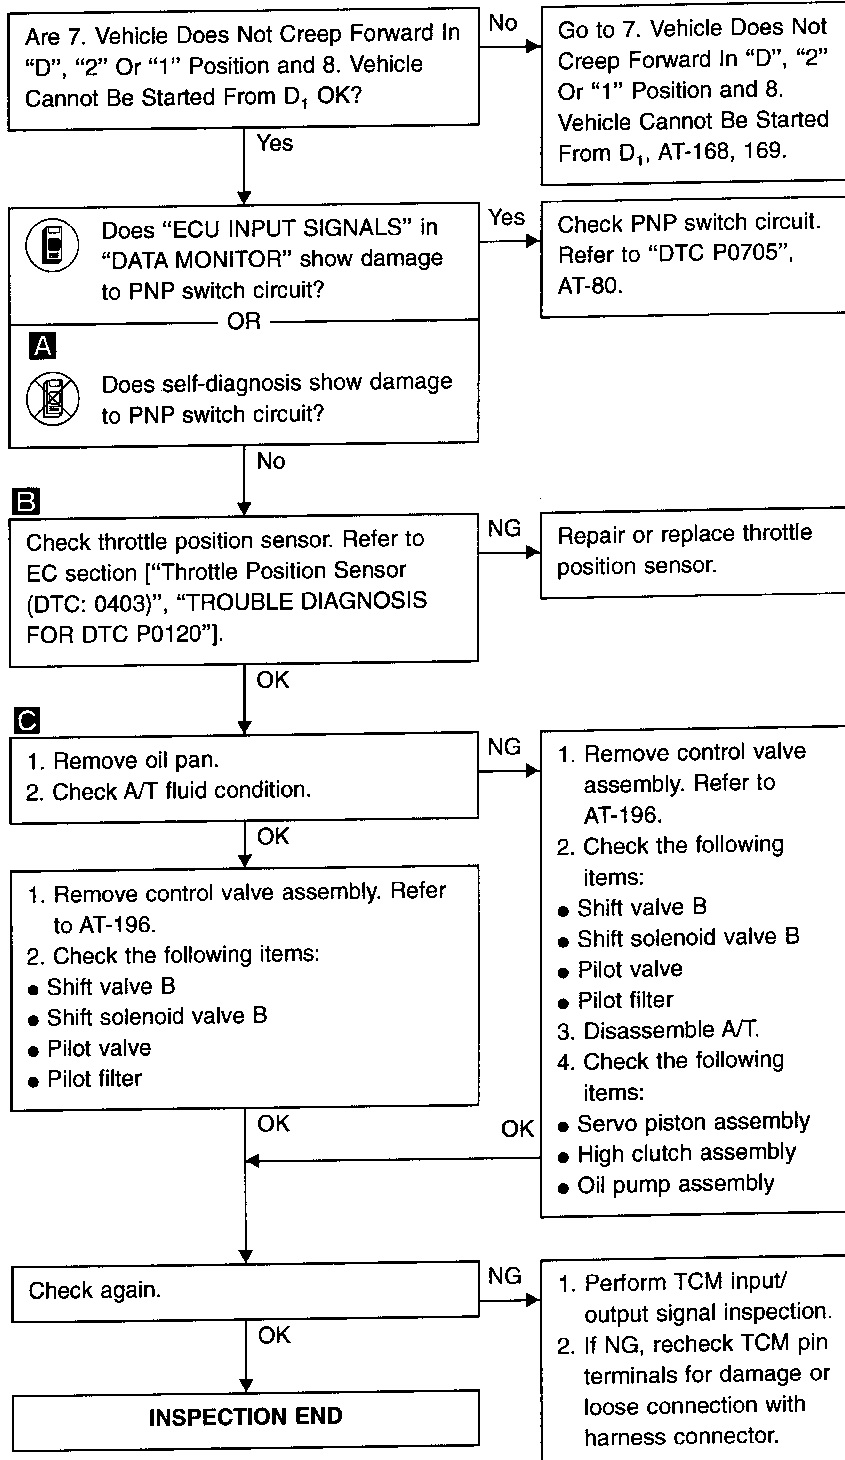 Are 7. Vehicle Does Not Creep Forward In
“D”, “2” Or “1” Position and 8. Vehicle
Cannot Be Started From D1 OK?
No
Go to 7. Vehicle Does Not
Creep Forward In “D”, “2”
Or “1” Position and 8.
Vehicle Cannot Be Started
From D1, AT-168, 169.
Yes
Does “ECU INPUT SIGNALS” in
“DATA MONITOR” show damage
to PNP switch circuit?
OR
A
Does self-diagnosis show damage
to PNP switch circuit?
Yes
Check PNP switch circuit.
Refer to “DTC P0705”,
AT-80.
No
B
Check throttle position sensor. Refer to
EC section [“Throttle Position Sensor
(DTC: 0403)”, “TROUBLE DIAGNOSIS
FOR DTC P0120”].
NG
Repair or replace throttle
position sensor.
OK
C
1. Remove oil pan.
2. Check A/T fluid condition.
NG
1. Remove control valve
assembly. Refer to
AT-196.
2. Check the following
items:
● Shift valve B
● Shift solenoid valve B
● Pilot valve
● Pilot filter
3. Disassemble A/T.
4. Check the following
items:
● Servo piston assembly
● High clutch assembly
● Oil pump assembly
OK
1. Remove control valve assembly. Refer
to AT-196.
2. Check the following items:
● Shift valve B
● Shift solenoid valve B
● Pilot valve
● Pilot filter
OK
OK
Check again.
NG
1. Perform TCM input/
output signal inspection.
2. If NG, recheck TCM pin
terminals for damage or
loose connection with
harness connector.
OK
INSPECTION END